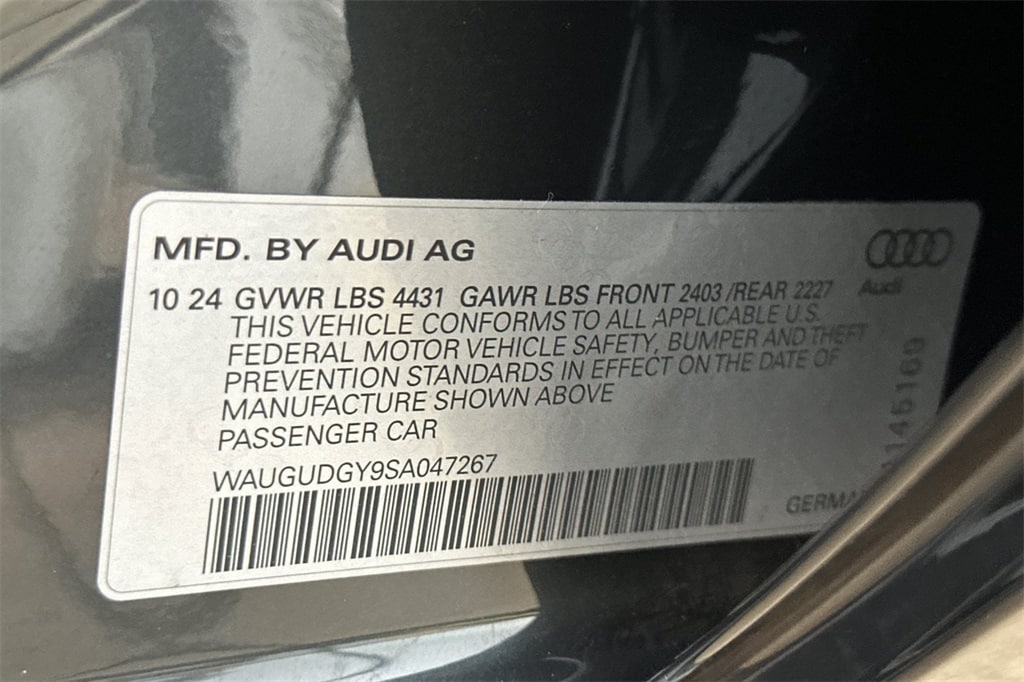 MFD. BY AUDI AG
10 24 GVWR LBS 4431 GAWR LBS FRONT 2403 /REAR 2227
Audi
THIS VEHICLE CONFORMS TO ALL APPLICABLE U.S.
FEDERAL MOTOR VEHICLE SAFETY, BUMPER AND THEFT
PREVENTION STANDARDS IN EFFECT ON THE DATE OF
MANUFACTURE SHOWN ABOVE
PASSENGER CAR
WAUGUDGY9SA047267
GERMA